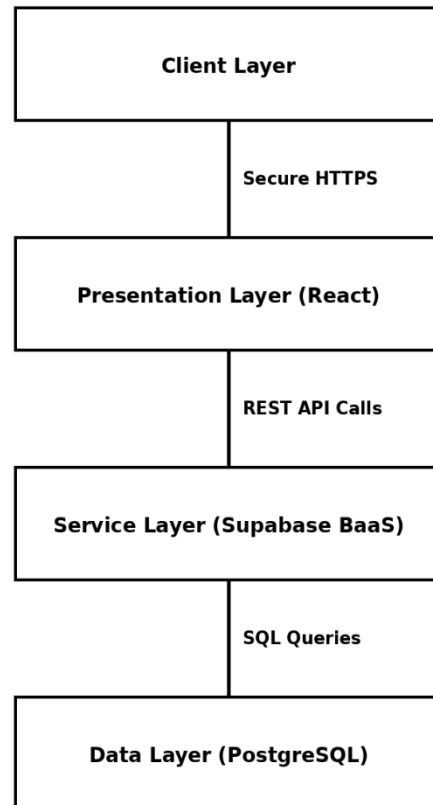 Client Layer
Secure HTTPS
Presentation Layer (React)
REST API Calls
Service Layer (Supabase BaaS)
SQL Queries
Data Layer (PostgreSQL)